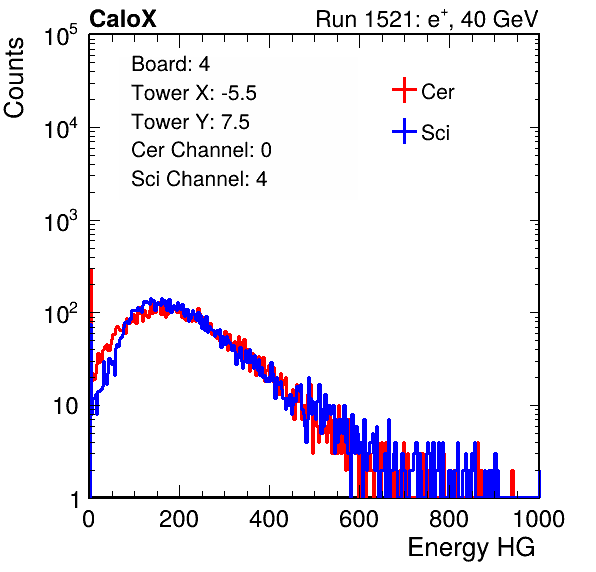 CaloX Run 1521: e+, 40 GeV
Counts
Board: 4
Tower X: -5.5
Tower Y: 7.5
Cer Channel: 0
Sci Channel: 4
Cer
Sci
10^5
10^4
10^3
10^2
10
1
0 200 400 600 800 1000
Energy HG